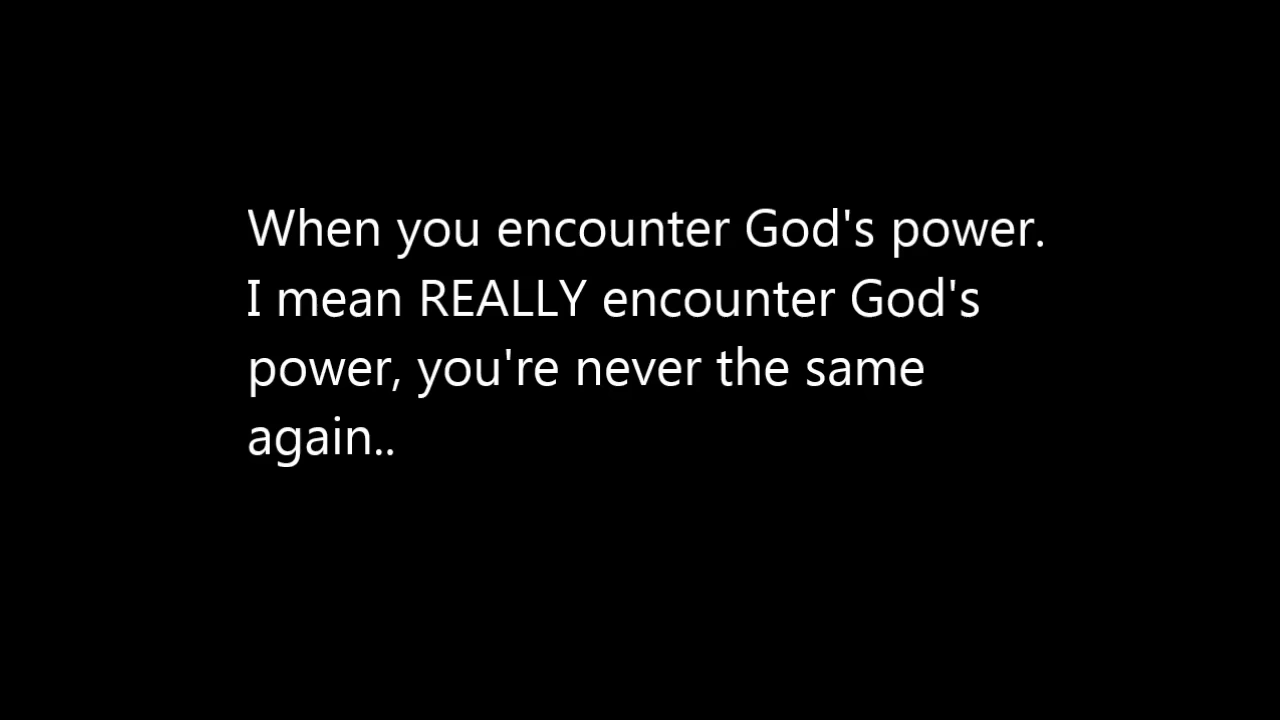 When you encounter God's power.
I mean REALLY encounter God's
power, you're never the same
again..